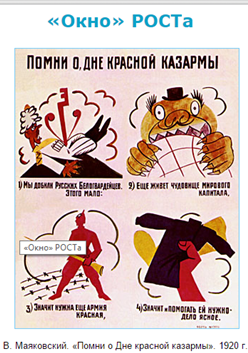 «Окно» РОСТа
ПОМНИ О ДНЕ КРАСНОЙ КАЗАРМЫ
1) МЫ ДОБИЛИ РУССКИХ БЕЛОГВАРДЕЙЦЕВ.
ЭТОГО МАЛО:
2) ЕЩЕ ЖИВЕТ ЧУДОВИЩЕ МИРОВОГО
КАПИТАЛА,
«Окно» РОСТа
3) ЗНАЧИТ НУЖНА ЕЩЕ АРМИЯ
КРАСНАЯ,
4) ЗНАЧИТ И ПОМОГАТЬ ЕЙ НУЖНО-
ДЕЛО ЯСНОЕ.
В. Маяковский. «Помни о Дне красной казармы». 1920 г.